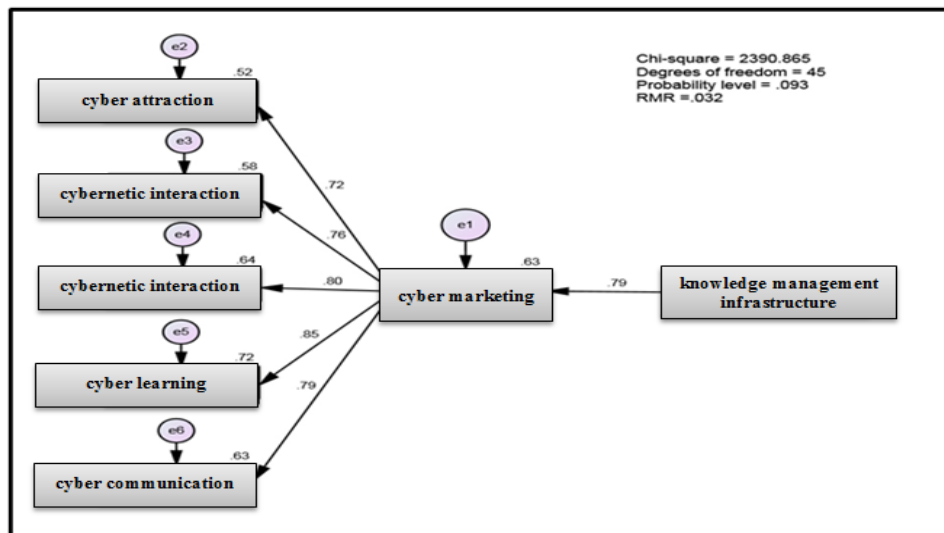 e2
Chi-square = 2390.865
Degrees of freedom = 45
Probability level = .093
RMR =.032
.52
cyber attraction
e3
.58
cybernetic interaction
.72
.76
e4
.64
cybernetic interaction
.80
e1
.63
cyber marketing
.79
knowledge management
infrastructure
e5
.72
cyber learning
.85
.79
e6
.63
cyber communication